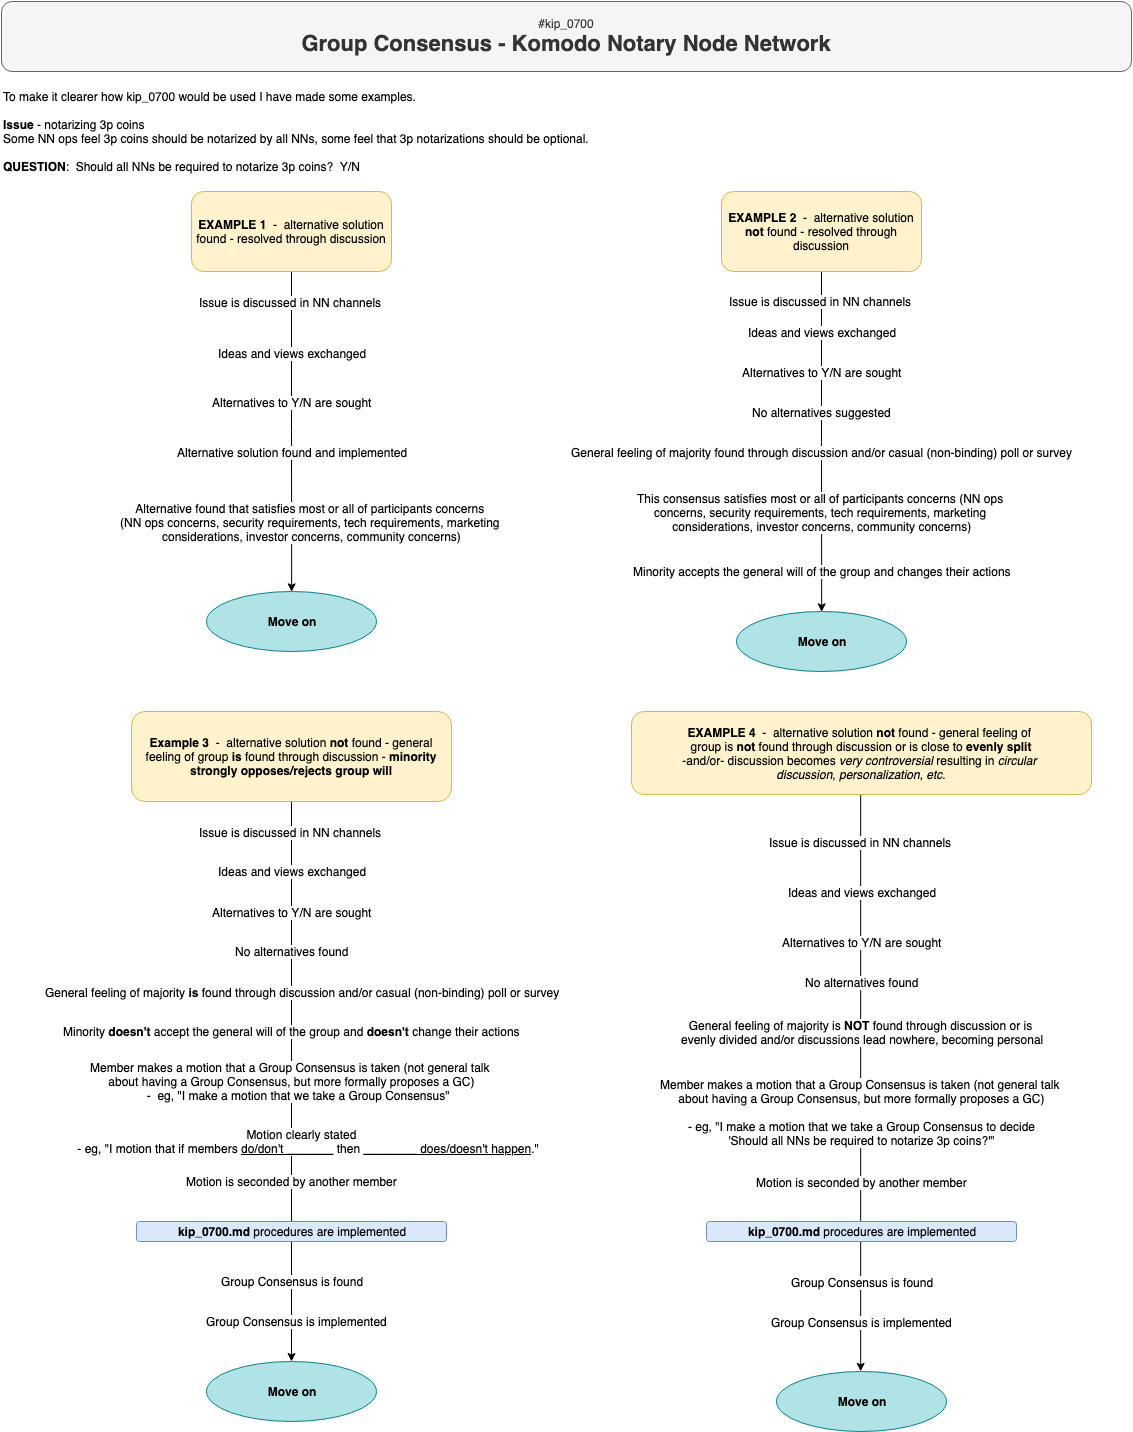 #kip_0700
Group Consensus - Komodo Notary Node Network
To make it clearer how kip_0700 would be used I have made some examples.
Issue - notarizing 3p coins
Some NN ops feel 3p coins should be notarized by all NNs, some feel that 3p notarizations should be optional.
QUESTION:  Should all NNs be required to notarize 3p coins?  Y/N
EXAMPLE 1  -  alternative solution
found - resolved through discussion
Issue is discussed in NN channels
Ideas and views exchanged
Alternatives to Y/N are sought
Alternative solution found and implemented
Alternative found that satisfies most or all of participants concerns
(NN ops concerns, security requirements, tech requirements, marketing
considerations, investor concerns, community concerns)
Move on
EXAMPLE 2  -  alternative solution
not found - resolved through
discussion
Issue is discussed in NN channels
Ideas and views exchanged
Alternatives to Y/N are sought
No alternatives suggested
General feeling of majority found through discussion and/or casual (non-binding) poll or survey
This consensus satisfies most or all of participants concerns (NN ops
concerns, security requirements, tech requirements, marketing
considerations, investor concerns, community concerns)
Minority accepts the general will of the group and changes their actions
Move on
Example 3  -  alternative solution not found - general
feeling of group is found through discussion - minority
strongly opposes/rejects group will
Issue is discussed in NN channels
Ideas and views exchanged
Alternatives to Y/N are sought
No alternatives found
General feeling of majority is found through discussion and/or casual (non-binding) poll or survey
Minority doesn't accept the general will of the group and doesn't change their actions
Member makes a motion that a Group Consensus is taken (not general talk
about having a Group Consensus, but more formally proposes a GC)
-  eg, "I make a motion that we take a Group Consensus"
Motion clearly stated
- eg, "I motion that if members do/don't________ then _________does/doesn't happen."
Motion is seconded by another member
kip_0700.md procedures are implemented
Group Consensus is found
Group Consensus is implemented
Move on
EXAMPLE 4  -  alternative solution not found - general feeling of
group is not found through discussion or is close to evenly split
-and/or- discussion becomes very controversial resulting in circular
discussion, personalization, etc.
Issue is discussed in NN channels
Ideas and views exchanged
Alternatives to Y/N are sought
No alternatives found
General feeling of majority is NOT found through discussion or is
evenly divided and/or discussions lead nowhere, becoming personal
Member makes a motion that a Group Consensus is taken (not general talk
about having a Group Consensus, but more formally proposes a GC)
- eg, "I make a motion that we take a Group Consensus to decide
'Should all NNs be required to notarize 3p coins?'"
Motion is seconded by another member
kip_0700.md procedures are implemented
Group Consensus is found
Group Consensus is implemented
Move on